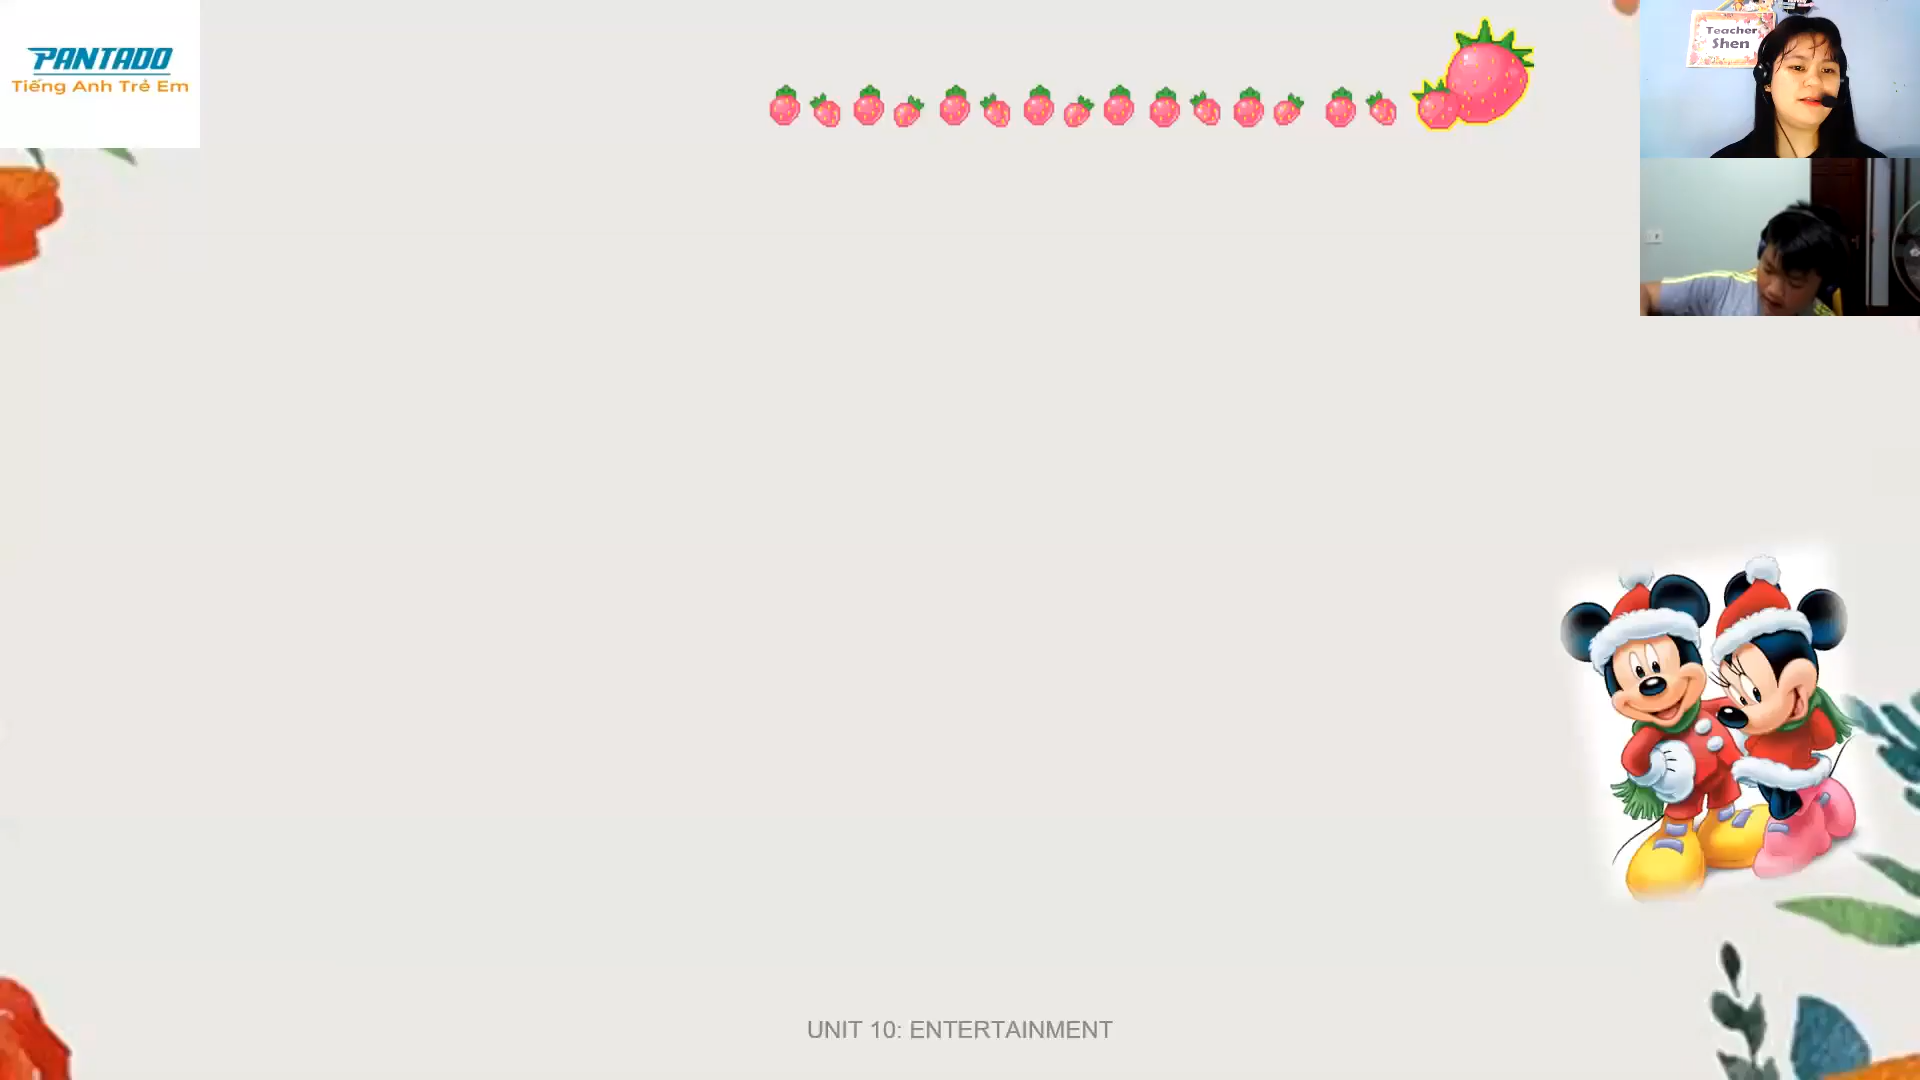 PANTADO
Tiếng Anh Trẻ Em
Teacher
Shen
UNIT 10: ENTERTAINMENT